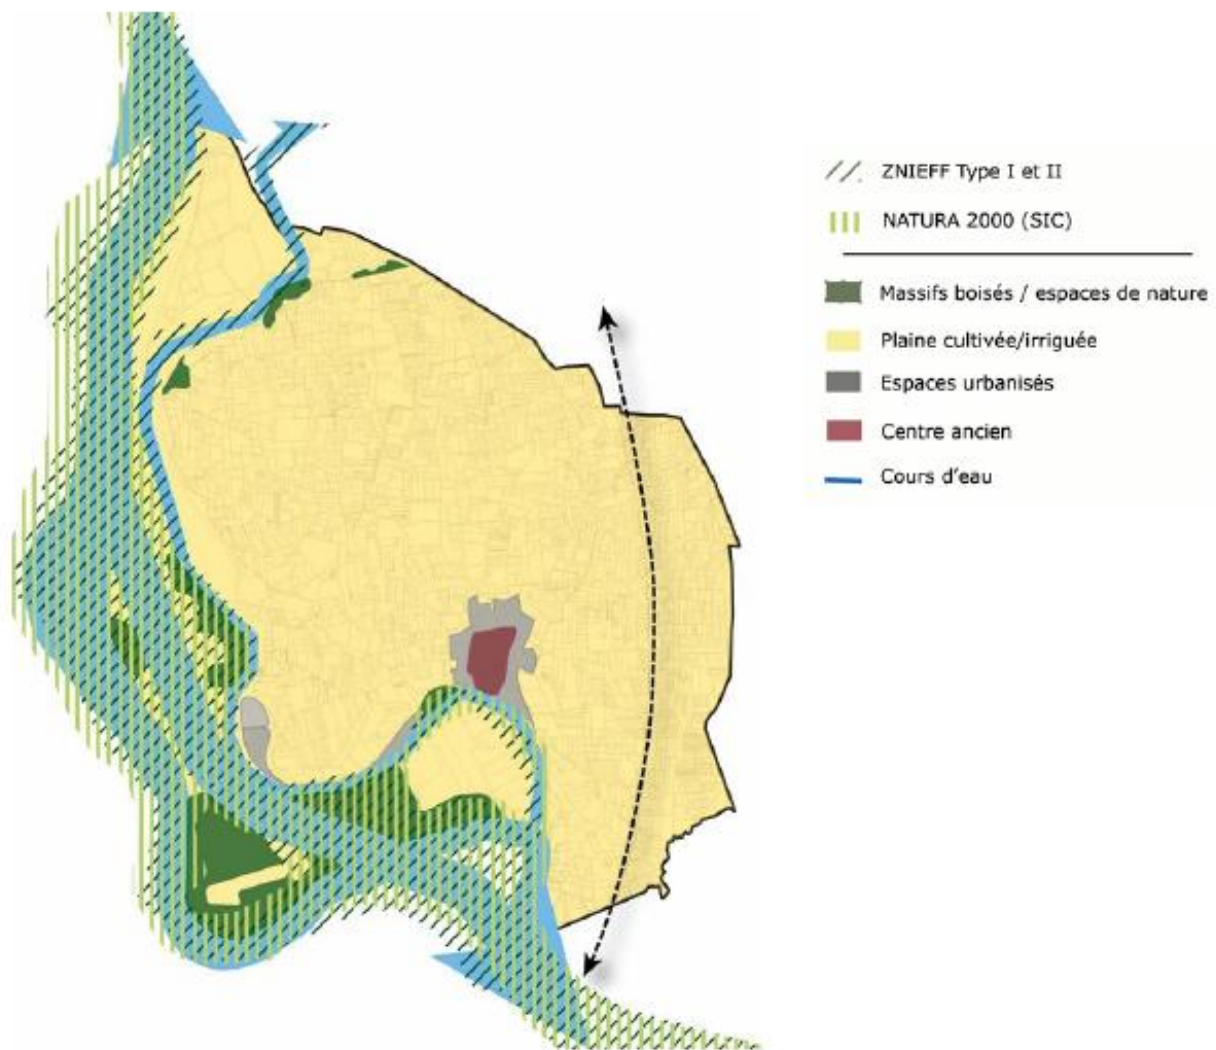 ZNIEFF Type I et II
NATURA 2000 (SIC)
Massifs boisés / espaces de nature
Plaine cultivée/irriguée
Espaces urbanisés
Centre ancien
Cours d'eau